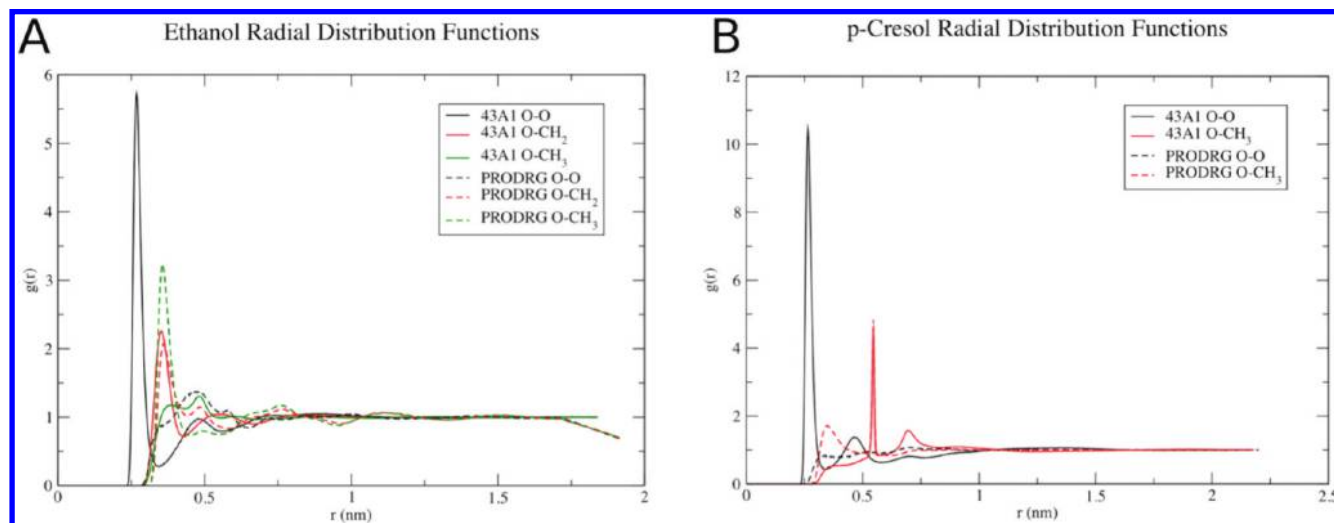 A
Ethanol Radial Distribution Functions
6
5
4
3
2
1
0
g(r)
43A1 O-O
43A1 O-CH₂
43A1 O-CH₃
PRODRG O-O
PRODRG O-CH₂
PRODRG O-CH₃
0
0.5
1
1.5
2
r (nm)
B
p-Cresol Radial Distribution Functions
12
10
8
6
4
2
0
g(r)
43A1 O-O
43A1 O-CH₃
PRODRG O-O
PRODRG O-CH₃
0
0.5
1
1.5
2
2.5
r (nm)